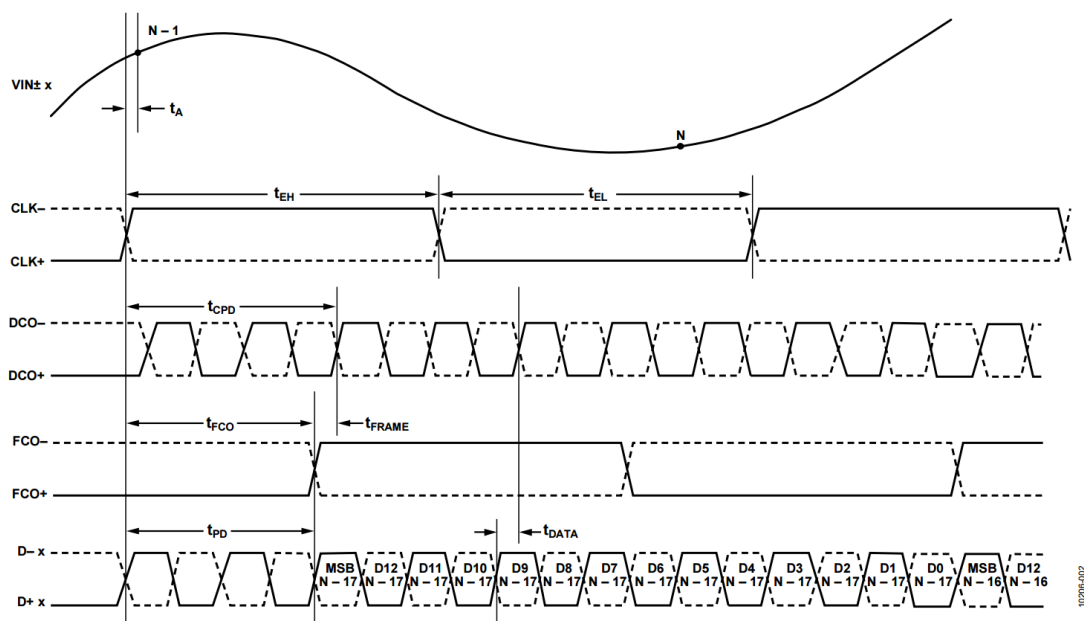 N – 1
VIN± x
tA
N
tEH
tEL
CLK–
CLK+
tCPD
DCO–
DCO+
tFCO
tFRAME
FCO–
FCO+
tPD
tDATA
D– x
MSB D12 D11 D10 D9 D8 D7 D6 D5 D4 D3 D2 D1 D0 MSB D12
N – 17 N – 17 N – 17 N – 17 N – 17 N – 17 N – 17 N – 17 N – 17 N – 17 N – 17 N – 17 N – 17 N – 17 N – 16 N – 16
D+ x
10206-002